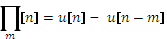 ∏ₘ[n] = u[n] − u[n − m]